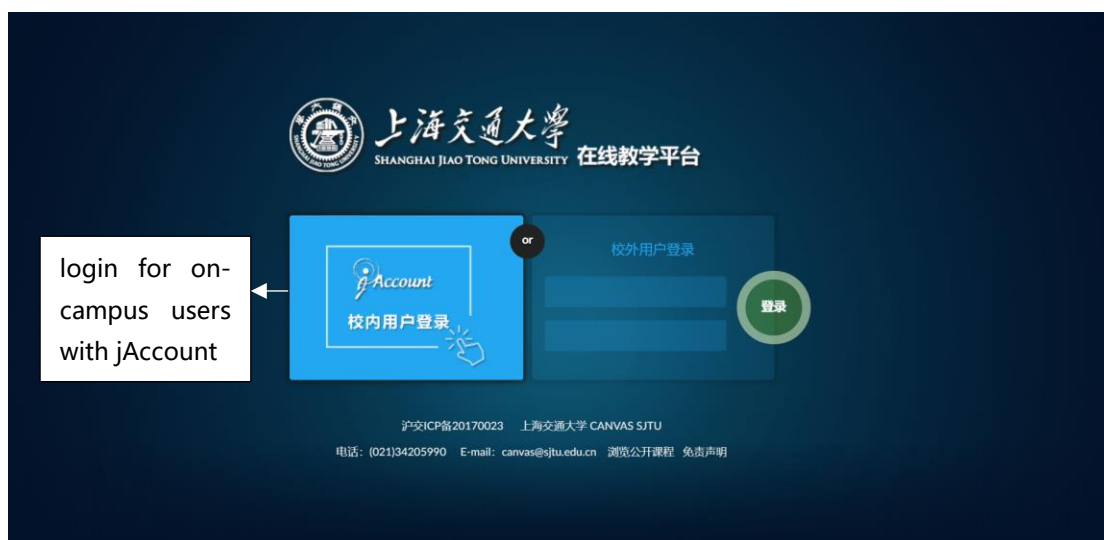 上海交通大學
SHANGHAI JIAO TONG UNIVERSITY
在线教学平台
login for on-
campus users
with jAccount
jAccount
校内用户登录
or
校外用户登录
登录
沪交ICP备20170023 上海交通大学 CANVAS SJTU
电话: (021)34205990 E-mail: canvas@sjtu.edu.cn 浏览公开课程 免责声明